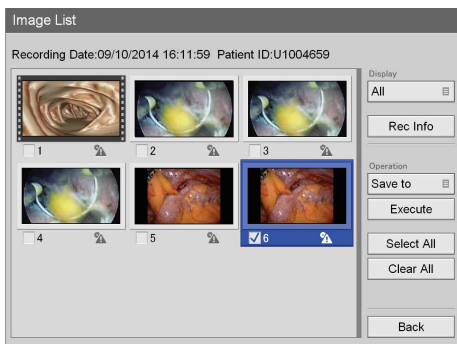 Image List
Recording Date:09/10/2014 16:11:59 Patient ID:U1004659
Display
All
Rec Info
1
2
3
Operation
Save to
Execute
4
5
6
Select All
Clear All
Back